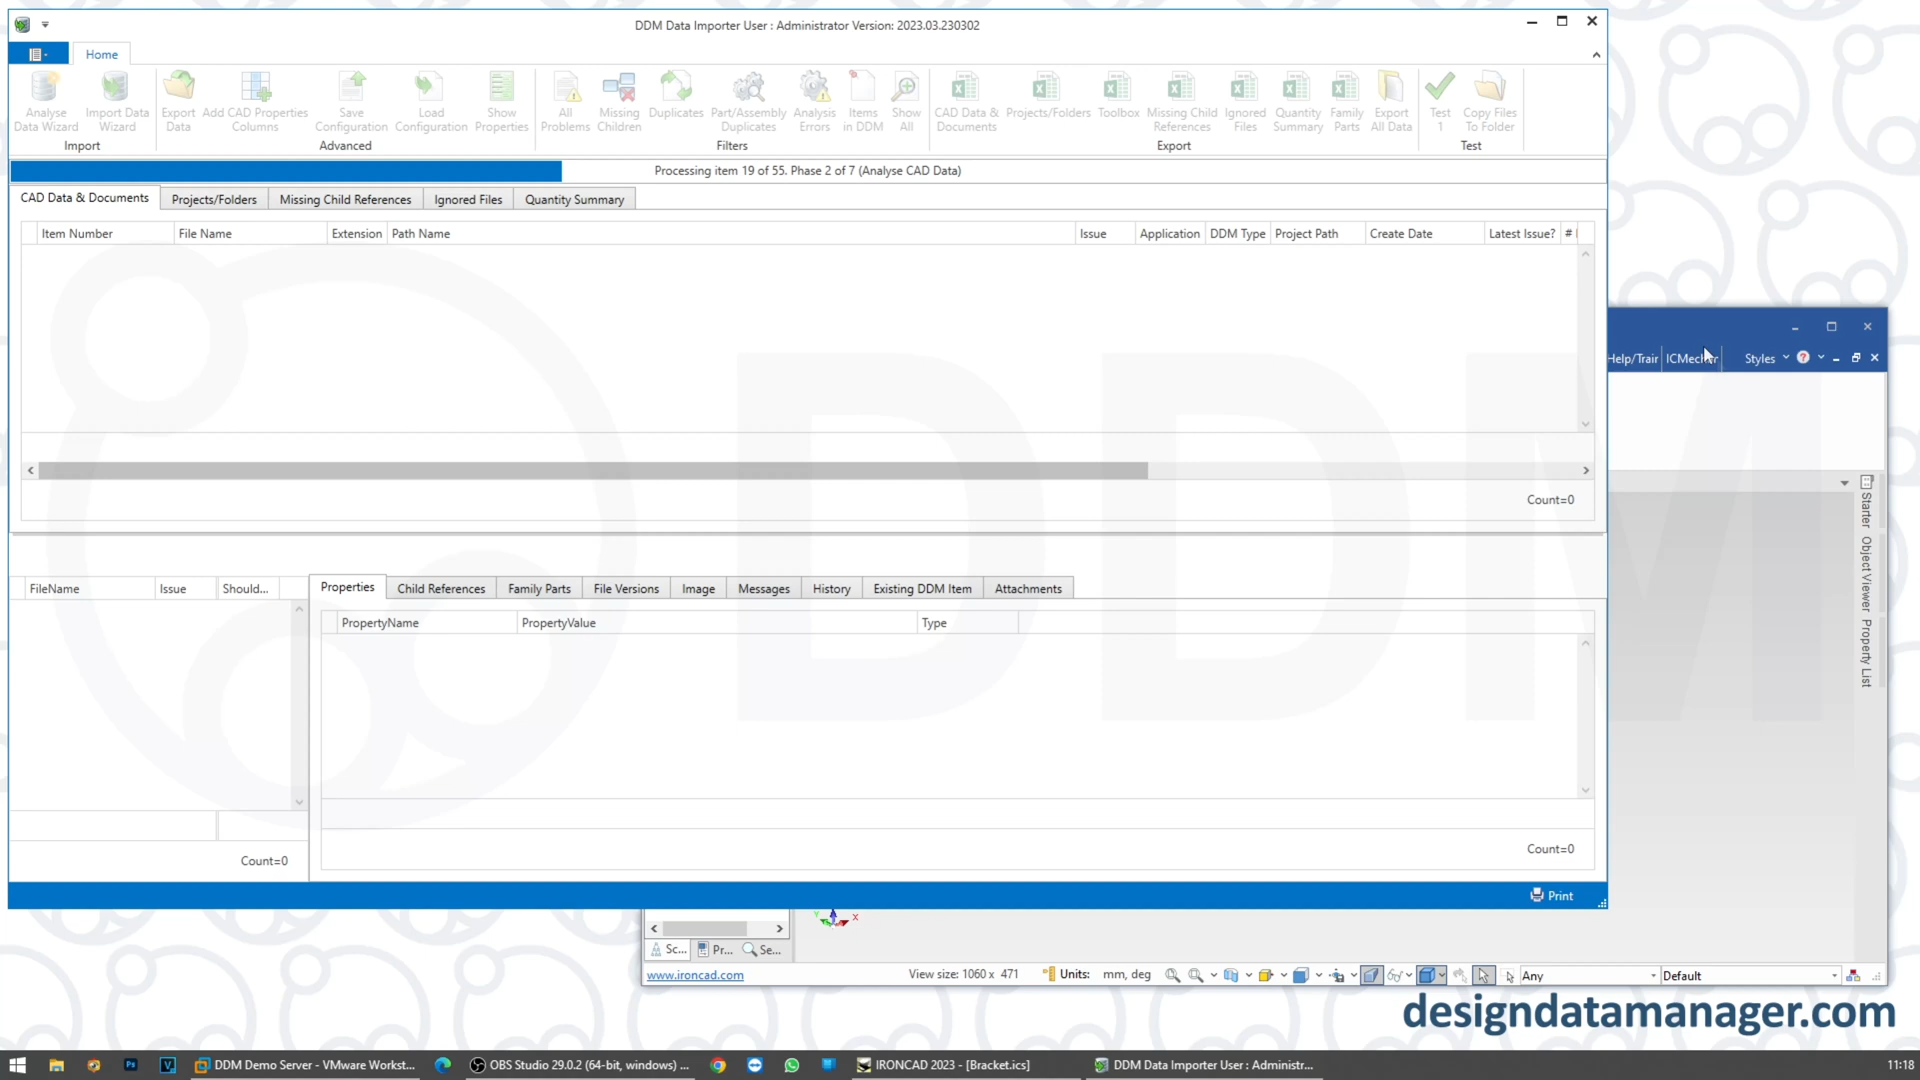 DDM Data Importer User : Administrator Version: 2023.03.230302
Home
Analyse Data Wizard
Import Data Wizard
Export Data
Add CAD Properties Columns
Save Configuration
Load Configuration
Show Properties
All Problems
Missing Children
Duplicates
Part/Assembly Duplicates
Analysis Errors
Items in DDM
Show All
CAD Data & Documents
Projects/Folders
Toolbox
Missing Child References
Ignored Files
Quantity Summary
Family Parts
Export All Data
Test 1
Copy Files To Folder
Import
Advanced
Filters
Export
Test
Processing item 19 of 55. Phase 2 of 7 (Analyse CAD Data)
CAD Data & Documents Projects/Folders Missing Child References Ignored Files Quantity Summary
Item Number File Name Extension Path Name Issue Application DDM Type Project Path Create Date Latest Issue? #
Help/Trair Styles
DDM
Count=0
Starter
Object Viewer
Property List
FileName Issue Should...
Properties Child References Family Parts File Versions Image Messages History Existing DDM Item Attachments
PropertyName PropertyValue Type
Count=0
Count=0
Print
Y X
Sc... Pr... Se...
www.ironcad.com View size: 1060 x 471 Units: mm, deg Any Default
designdatamanager.com
DDM Demo Server - VMware Workst... OBS Studio 29.0.2 (64-bit, windows) ... IRONCAD 2023 - [Bracket.ics] DDM Data Importer User : Administr... 11:18